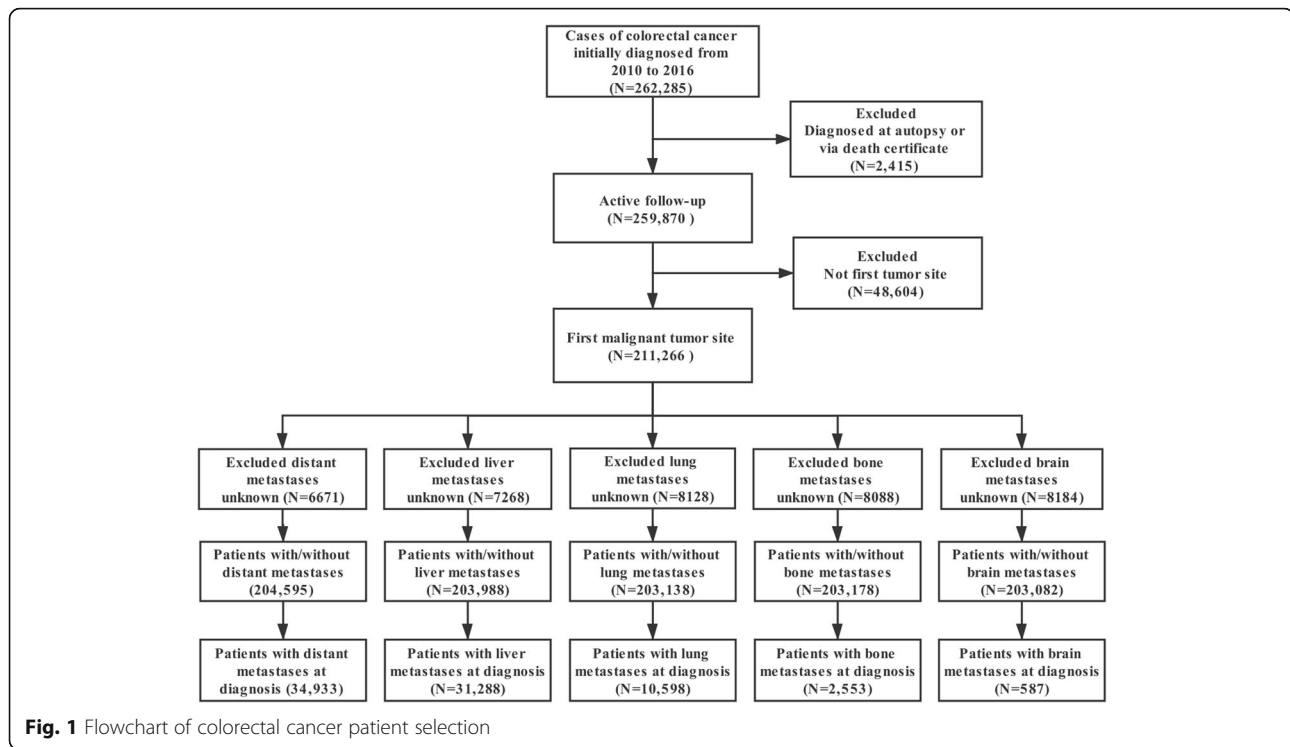 Cases of colorectal cancer
initially diagnosed from
2010 to 2016
(N=262,285)
Excluded
Diagnosed at autopsy or
via death certificate
(N=2,415)
Active follow-up
(N=259,870 )
Excluded
Not first tumor site
(N=48,604)
First malignant tumor site
(N=211,266 )
Excluded distant
metastases
unknown (N=6671)
Excluded liver
metastases
unknown (N=7268)
Excluded lung
metastases
unknown (N=8128)
Excluded bone
metastases
unknown (N=8088)
Excluded brain
metastases
unknown (N=8184)
Patients with/without
distant metastases
(204,595)
Patients with/without
liver metastases
(N=203,988)
Patients with/without
lung metastases
(N=203,138)
Patients with/without
bone metastases
(N=203,178)
Patients with/without
brain metastases
(N=203,082)
Patients with distant
metastases at
diagnosis (34,933)
Patients with liver
metastases at diagnosis
(N=31,288)
Patients with lung
metastases at diagnosis
(N=10,598)
Patients with bone
metastases at diagnosis
(N=2,553)
Patients with brain
metastases at diagnosis
(N=587)
Fig. 1 Flowchart of colorectal cancer patient selection